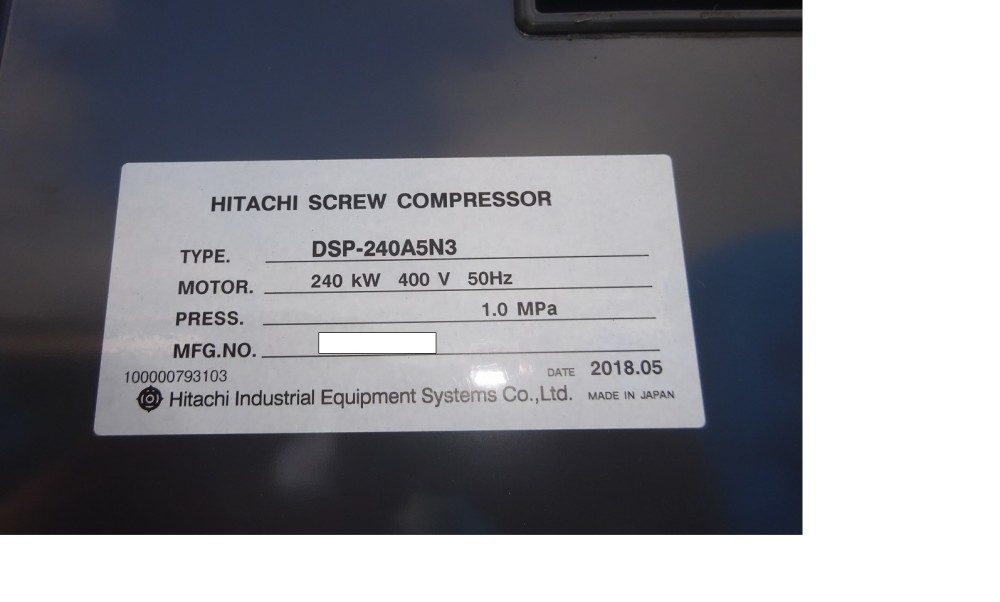 HITACHI SCREW COMPRESSOR
TYPE. DSP-240A5N3
MOTOR. 240 kW 400 V 50Hz
PRESS. 1.0 MPa
MFG.NO.
100000793103 DATE 2018.05
Hitachi Industrial Equipment Systems Co.,Ltd. MADE IN JAPAN